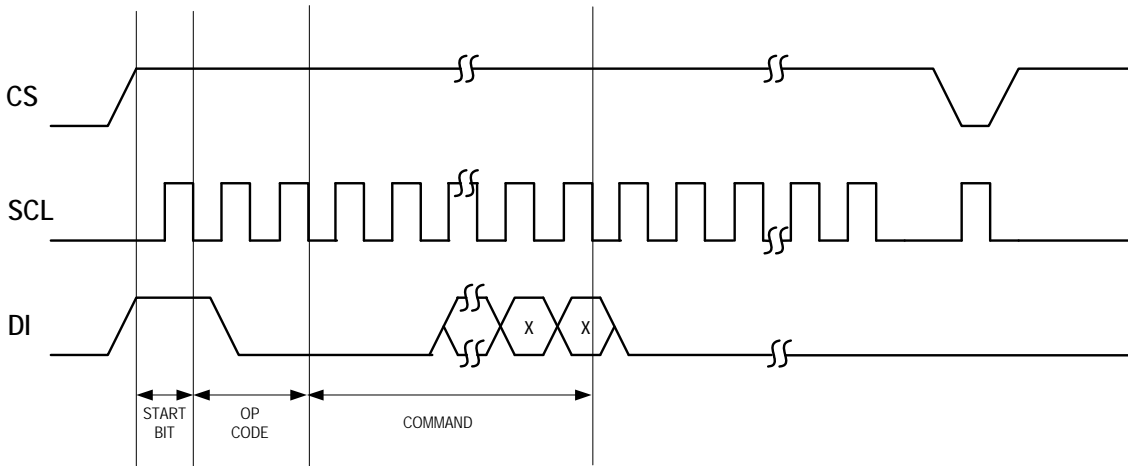 CS
SCL
DI
X
X
START
BIT
OP
CODE
COMMAND